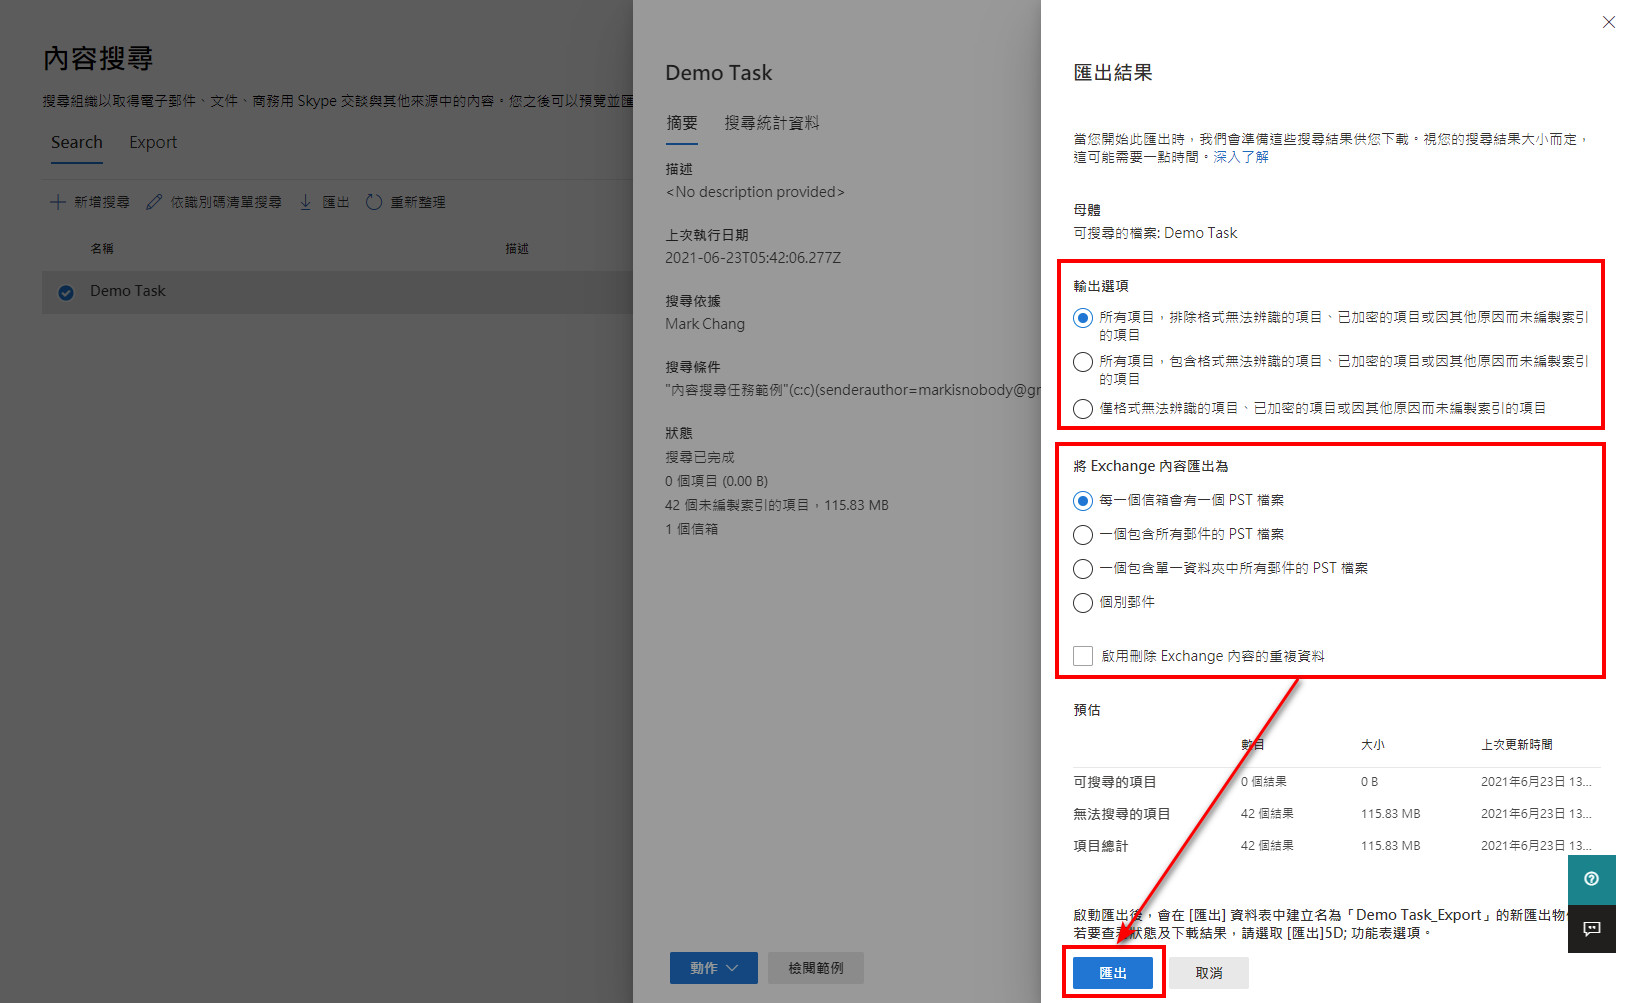 內容搜尋
搜尋組織以取得電子郵件、文件、商務用 Skype 交談與其他來源中的內容。您之後可以預覽並匯
Search
Export
新增搜尋
依識別碼清單搜尋
匯出
重新整理
名稱
描述
Demo Task
Demo Task
摘要
搜尋統計資料
描述
<No description provided>
上次執行日期
2021-06-23T05:42:06.277Z
搜尋依據
Mark Chang
搜尋條件
"內容搜尋任務範例"(c:c)(senderauthor=markisnobody@gr
狀態
搜尋已完成
0 個項目 (0.00 B)
42 個未編製索引的項目，115.83 MB
1 個信箱
動作
檢閱範例
匯出結果
當您開始此匯出時，我們會準備這些搜尋結果供您下載。視您的搜尋結果大小而定，
這可能需要一點時間。深入了解
母體
可搜尋的檔案: Demo Task
輸出選項
所有項目，排除格式無法辨識的項目、已加密的項目或因其他原因而未編製索引
的項目
所有項目，包含格式無法辨識的項目、已加密的項目或因其他原因而未編製索引
的項目
僅格式無法辨識的項目、已加密的項目或因其他原因而未編製索引的項目
將 Exchange 內容匯出為
每一個信箱會有一個 PST 檔案
一個包含所有郵件的 PST 檔案
一個包含單一資料夾中所有郵件的 PST 檔案
個別郵件
啟用刪除 Exchange 內容的重複資料
預估
數目 大小 上次更新時間
可搜尋的項目 0 個結果 0 B 2021年6月23日 13...
無法搜尋的項目 42 個結果 115.83 MB 2021年6月23日 13...
項目總計 42 個結果 115.83 MB 2021年6月23日 13...
啟動匯出後，會在 [匯出] 資料表中建立名為「Demo Task_Export」的新匯出物
若要查看狀態及下載結果，請選取 [匯出]5D; 功能表選項。
匯出
取消